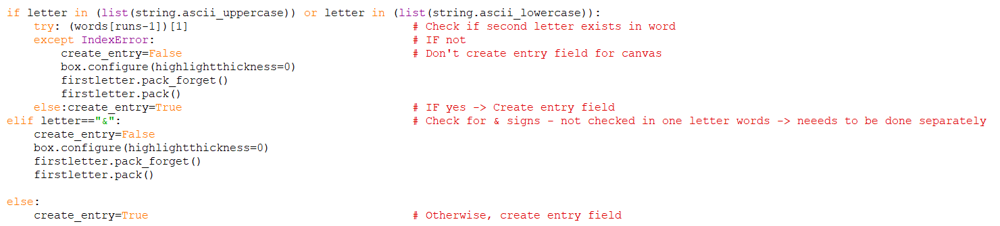 if letter in (list(string.ascii_uppercase)) or letter in (list(string.ascii_lowercase)):
    try: (words[runs-1])[1]                                 # Check if second letter exists in word
    except IndexError:                                      # IF not
        create_entry=False                                  # Don't create entry field for canvas
        box.configure(highlightthickness=0)
        firstletter.pack_forget()
        firstletter.pack()
    else:create_entry=True                                  # IF yes -> Create entry field
elif letter=="&":                                           # Check for & signs - not checked in one letter words -> neeeds to be done separately
    create_entry=False
    box.configure(highlightthickness=0)
    firstletter.pack_forget()
    firstletter.pack()

else:
    create_entry=True                                       # Otherwise, create entry field